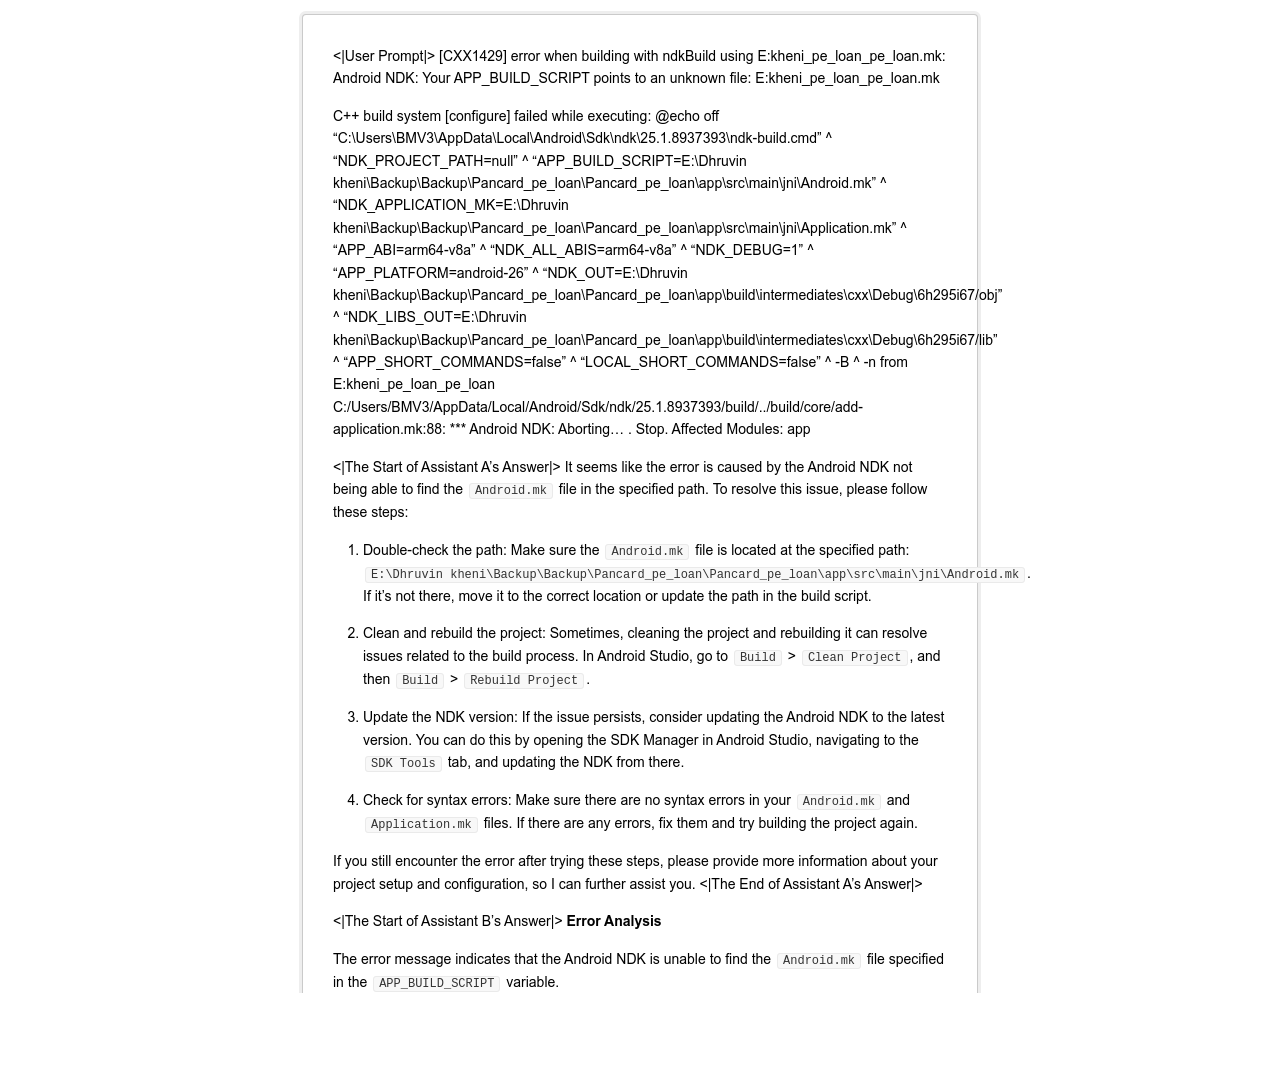 <|User Prompt|> [CXX1429] error when building with ndkBuild using E:kheni_pe_loan_pe_loan.mk:
Android NDK: Your APP_BUILD_SCRIPT points to an unknown file: E:kheni_pe_loan_pe_loan.mk
C++ build system [configure] failed while executing: @echo off
“C:\Users\BMV3\AppData\Local\Android\Sdk\ndk\25.1.8937393\ndk-build.cmd” ^
“NDK_PROJECT_PATH=null” ^ “APP_BUILD_SCRIPT=E:\Dhruvin
kheni\Backup\Backup\Pancard_pe_loan\Pancard_pe_loan\app\src\main\jni\Android.mk” ^
“NDK_APPLICATION_MK=E:\Dhruvin
kheni\Backup\Backup\Pancard_pe_loan\Pancard_pe_loan\app\src\main\jni\Application.mk” ^
“APP_ABI=arm64-v8a” ^ “NDK_ALL_ABIS=arm64-v8a” ^ “NDK_DEBUG=1” ^
“APP_PLATFORM=android-26” ^ “NDK_OUT=E:\Dhruvin
kheni\Backup\Backup\Pancard_pe_loan\Pancard_pe_loan\app\build\intermediates\cxx\Debug\6h295i67/obj”
^ “NDK_LIBS_OUT=E:\Dhruvin
kheni\Backup\Backup\Pancard_pe_loan\Pancard_pe_loan\app\build\intermediates\cxx\Debug\6h295i67/lib”
^ “APP_SHORT_COMMANDS=false” ^ “LOCAL_SHORT_COMMANDS=false” ^ -B ^ -n from
E:kheni_pe_loan_pe_loan
C:/Users/BMV3/AppData/Local/Android/Sdk/ndk/25.1.8937393/build/../build/core/add-
application.mk:88: *** Android NDK: Aborting… . Stop. Affected Modules: app
<|The Start of Assistant A’s Answer|> It seems like the error is caused by the Android NDK not
being able to find the Android.mk file in the specified path. To resolve this issue, please follow
these steps:
1. Double-check the path: Make sure the Android.mk file is located at the specified path:
E:\Dhruvin kheni\Backup\Backup\Pancard_pe_loan\Pancard_pe_loan\app\src\main\jni\Android.mk .
If it’s not there, move it to the correct location or update the path in the build script.
2. Clean and rebuild the project: Sometimes, cleaning the project and rebuilding it can resolve
issues related to the build process. In Android Studio, go to Build > Clean Project , and
then Build > Rebuild Project .
3. Update the NDK version: If the issue persists, consider updating the Android NDK to the latest
version. You can do this by opening the SDK Manager in Android Studio, navigating to the
SDK Tools tab, and updating the NDK from there.
4. Check for syntax errors: Make sure there are no syntax errors in your Android.mk and
Application.mk files. If there are any errors, fix them and try building the project again.
If you still encounter the error after trying these steps, please provide more information about your
project setup and configuration, so I can further assist you. <|The End of Assistant A’s Answer|>
<|The Start of Assistant B’s Answer|> Error Analysis
The error message indicates that the Android NDK is unable to find the Android.mk file specified
in the APP_BUILD_SCRIPT variable.